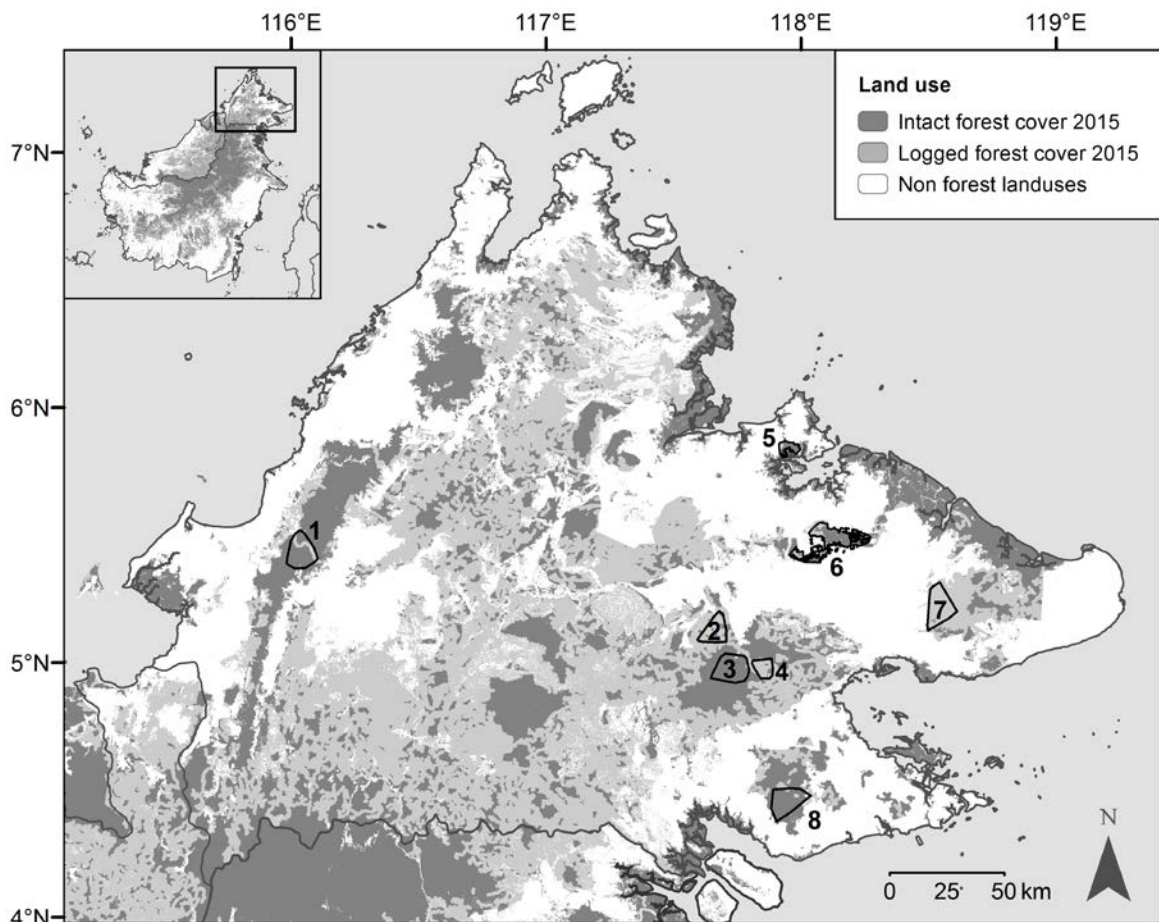 116°E 117°E 118°E 119°E
Land use
Intact forest cover 2015
Logged forest cover 2015
Non forest landuses
7°N
6°N
5
1
6
7
2
5°N
3 4
8
N
0 25 50 km
4°N